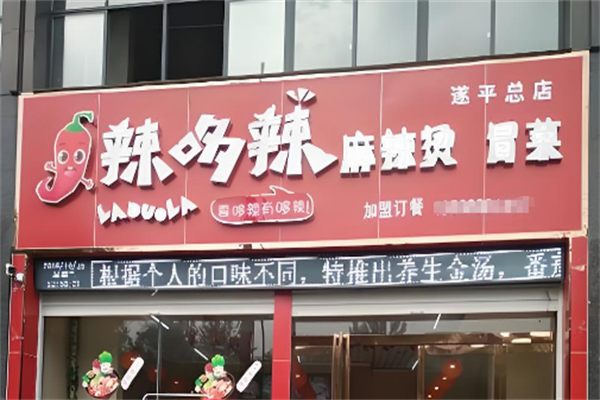 遂平总店
辣哆辣 麻辣烫 冒菜
LADUOLA 看哆辣有哆辣! 加盟订餐
根据个人的口味不同，特推出养生金汤，番